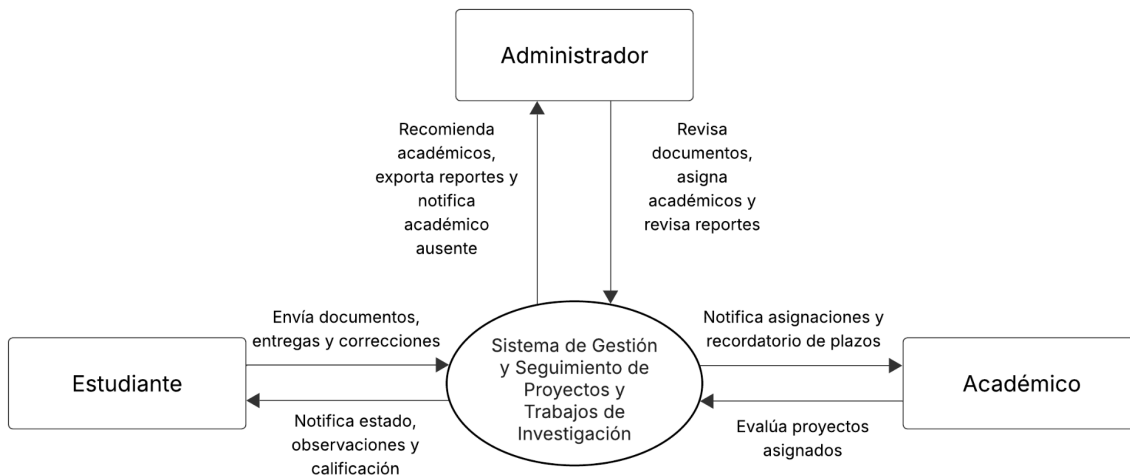 Administrador
Recomienda
académicos,
exporta reportes y
notifica
académico
ausente
Revisa
documentos,
asigna
académicos y
revisa reportes
Envía documentos,
entregas y correcciones
Estudiante
Notifica estado,
observaciones y
calificación
Sistema de Gestión
y Seguimiento de
Proyectos y
Trabajos de
Investigación
Notifica asignaciones y
recordatorio de plazos
Académico
Evalúa proyectos
asignados